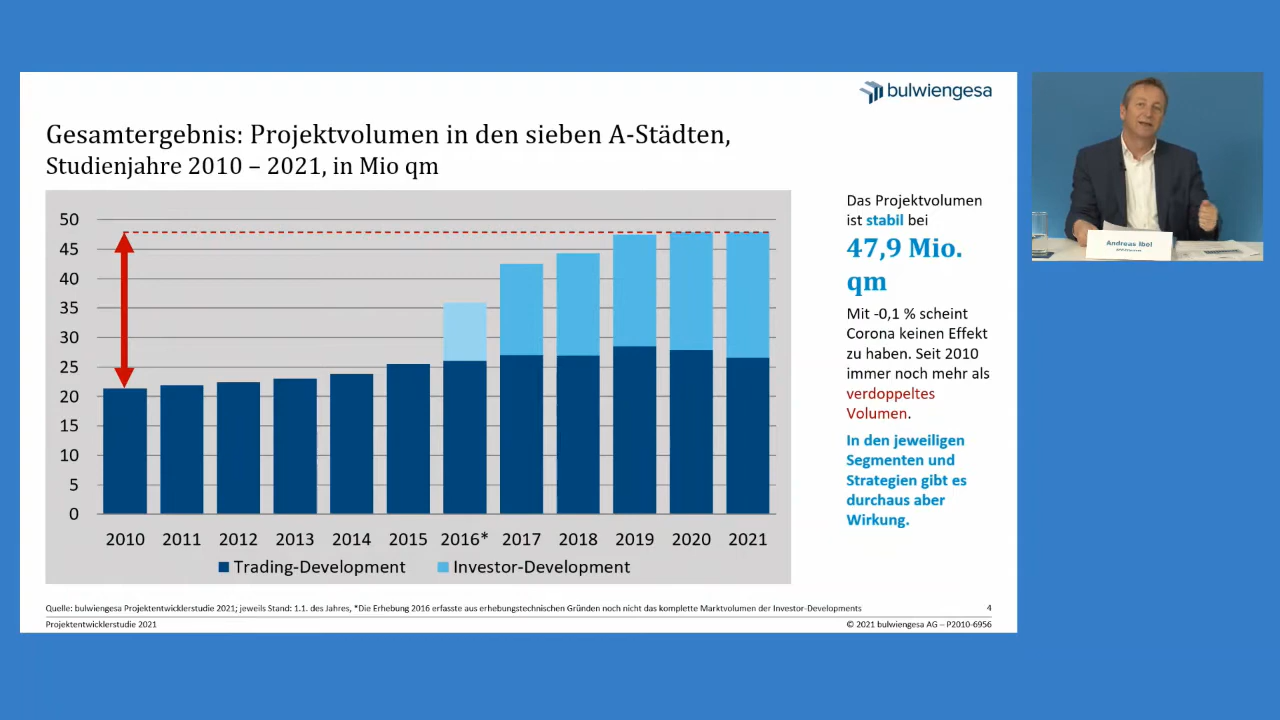 bulwiengesa
Gesamtergebnis: Projektvolumen in den sieben A-Städten,
Studienjahre 2010 – 2021, in Mio qm
50
45
40
35
30
25
20
15
10
5
0
2010 2011 2012 2013 2014 2015 2016* 2017 2018 2019 2020 2021
Trading-Development Investor-Development
Das Projektvolumen
ist stabil bei
47,9 Mio.
qm
Mit -0,1 % scheint
Corona keinen Effekt
zu haben. Seit 2010
immer noch mehr als
verdoppeltes
Volumen.
In den jeweiligen
Segmenten und
Strategien gibt es
durchaus aber
Wirkung.
Quelle: bulwiengesa Projektentwicklerstudie 2021; jeweils Stand: 1.1. des Jahres, *Die Erhebung 2016 erfasste aus erhebungstechnischen Gründen noch nicht das komplette Marktvolumen der Investor-Developments
4
Projektentwicklerstudie 2021
© 2021 bulwiengesa AG – P2010-6956
Andreas Ibel